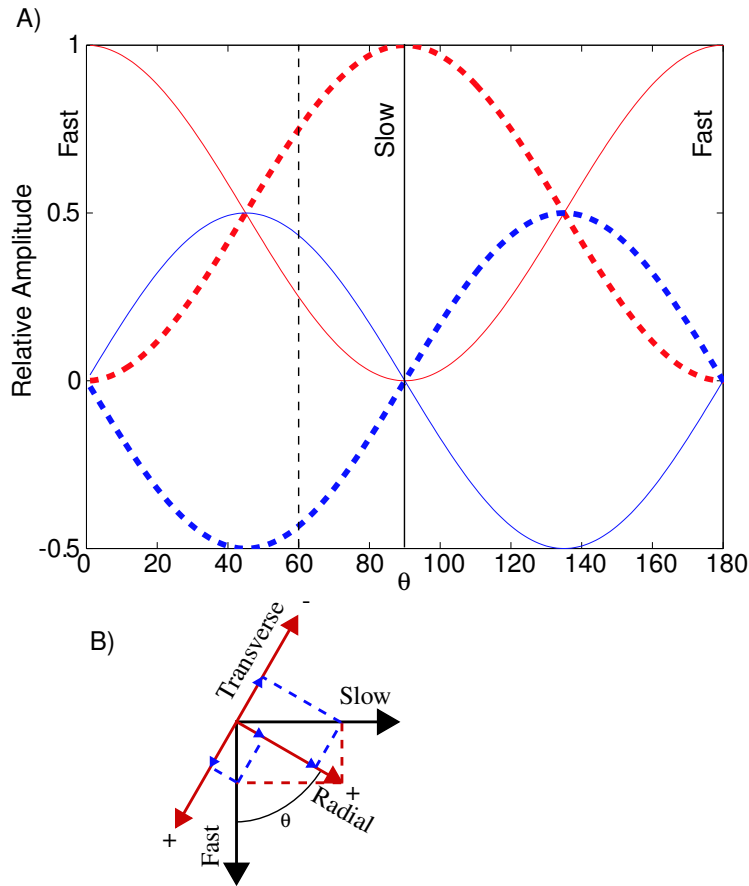 A)
1
0.5
0
-0.5
Relative Amplitude
Fast
Slow
Fast
0 20 40 60 80 100 120 140 160 180
θ
B)
-
Transverse
Slow
+
Radial
θ
+
Fast